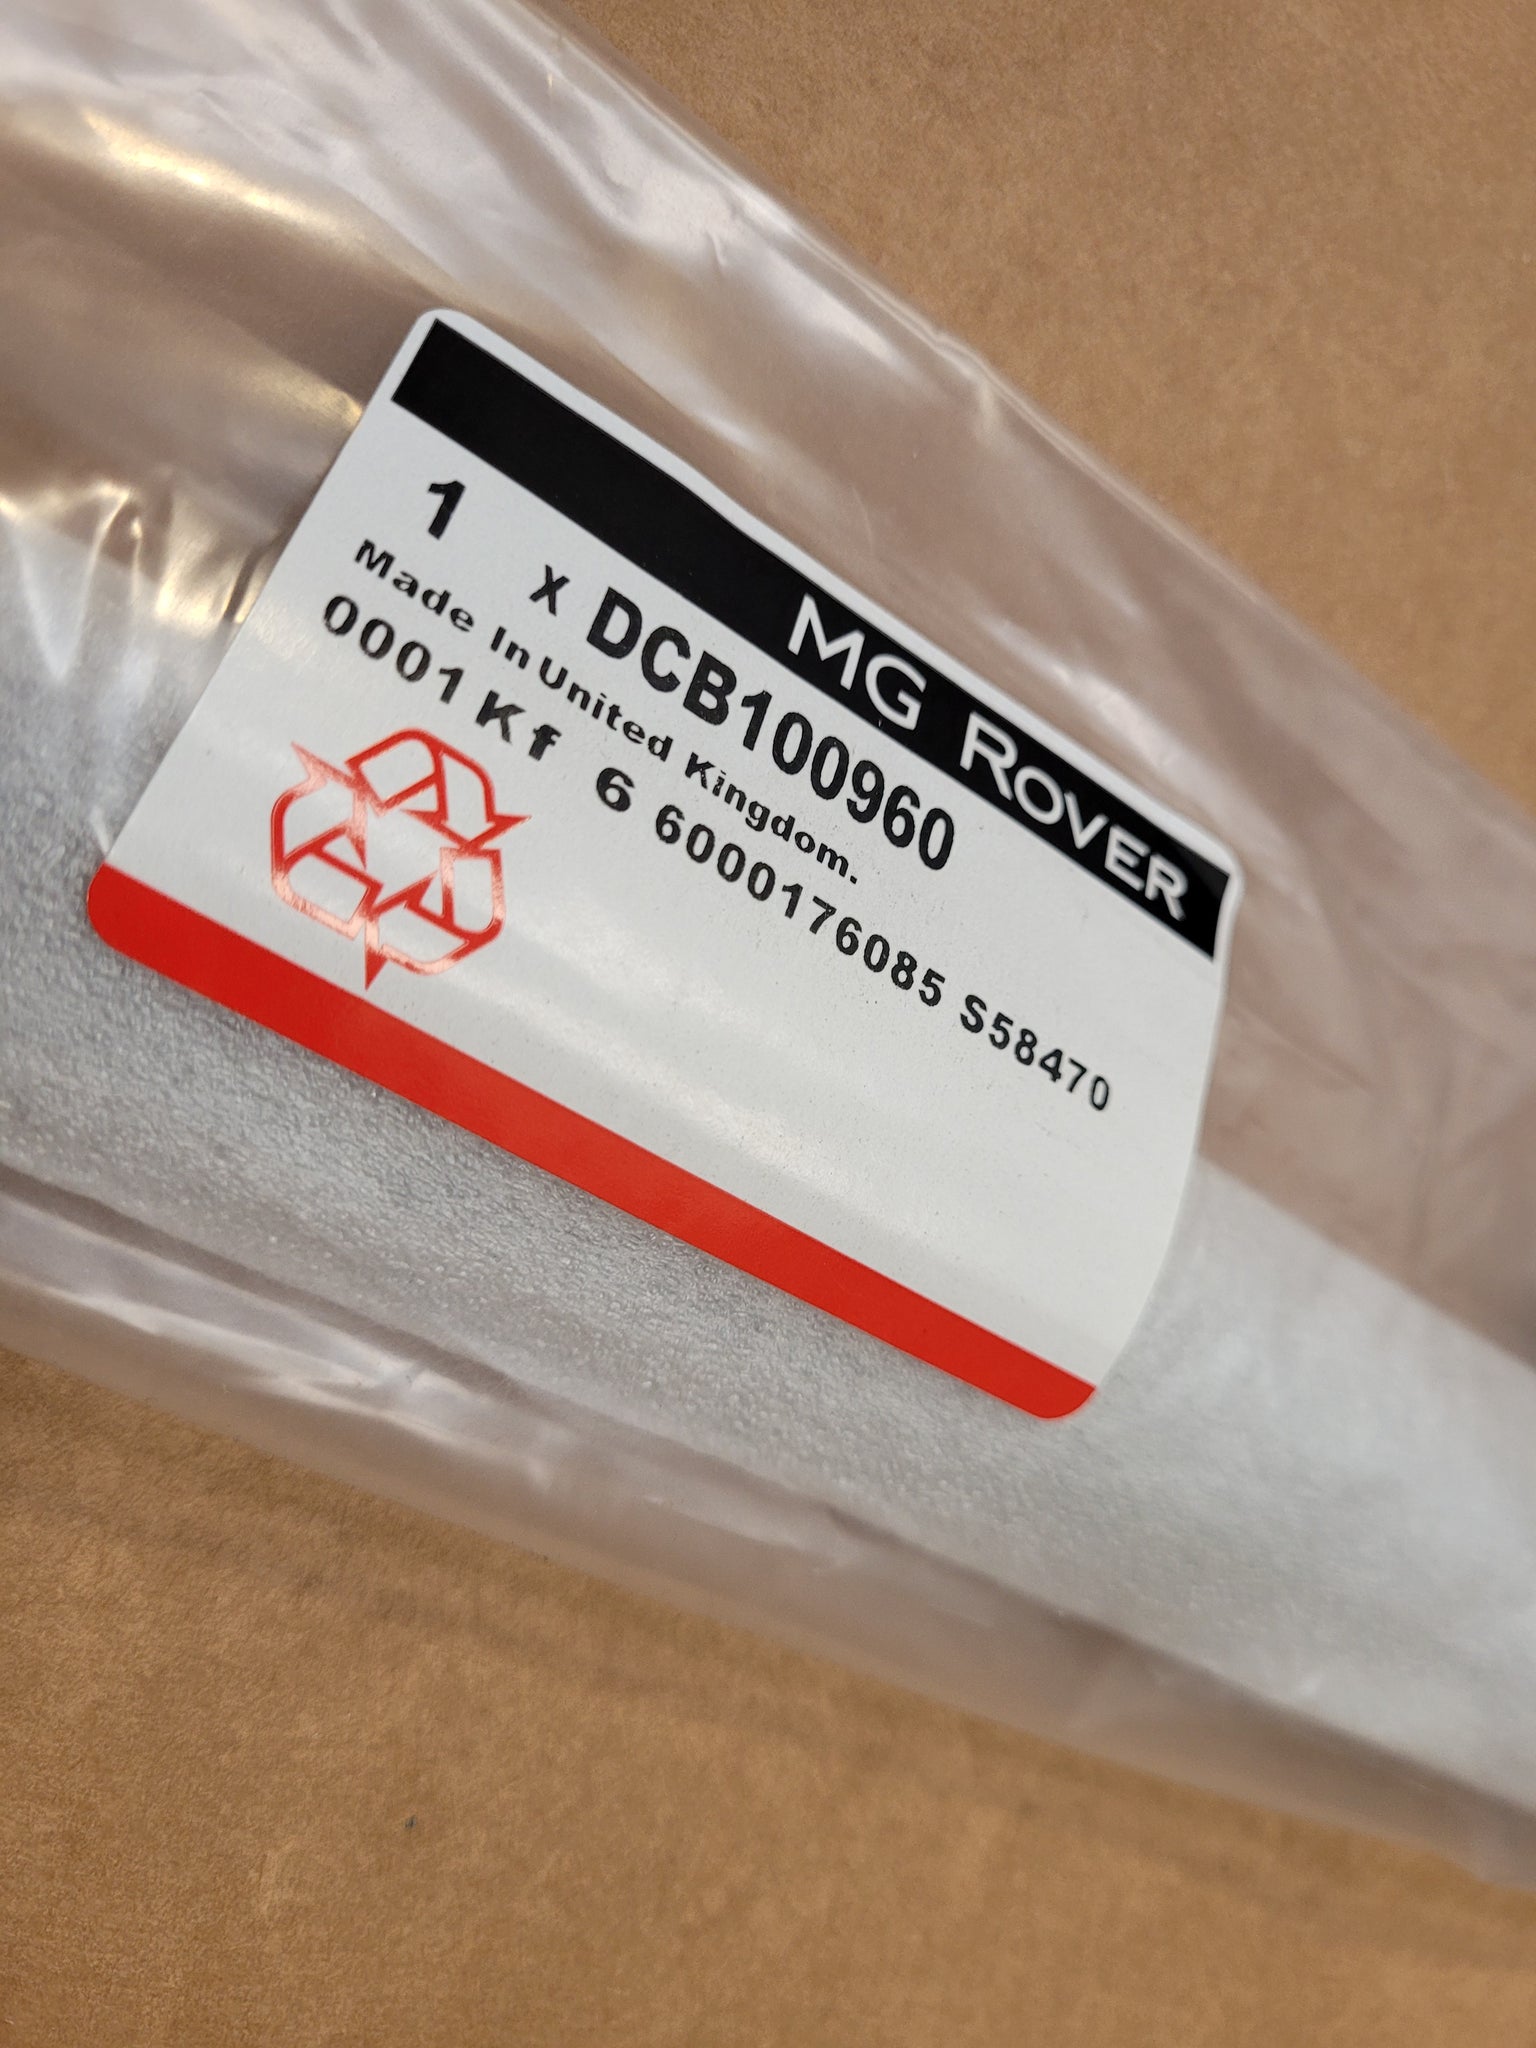 MG ROVER
1 x DCB100960
Made In United Kingdom.
0001 Kf 6 6000176085 S58470